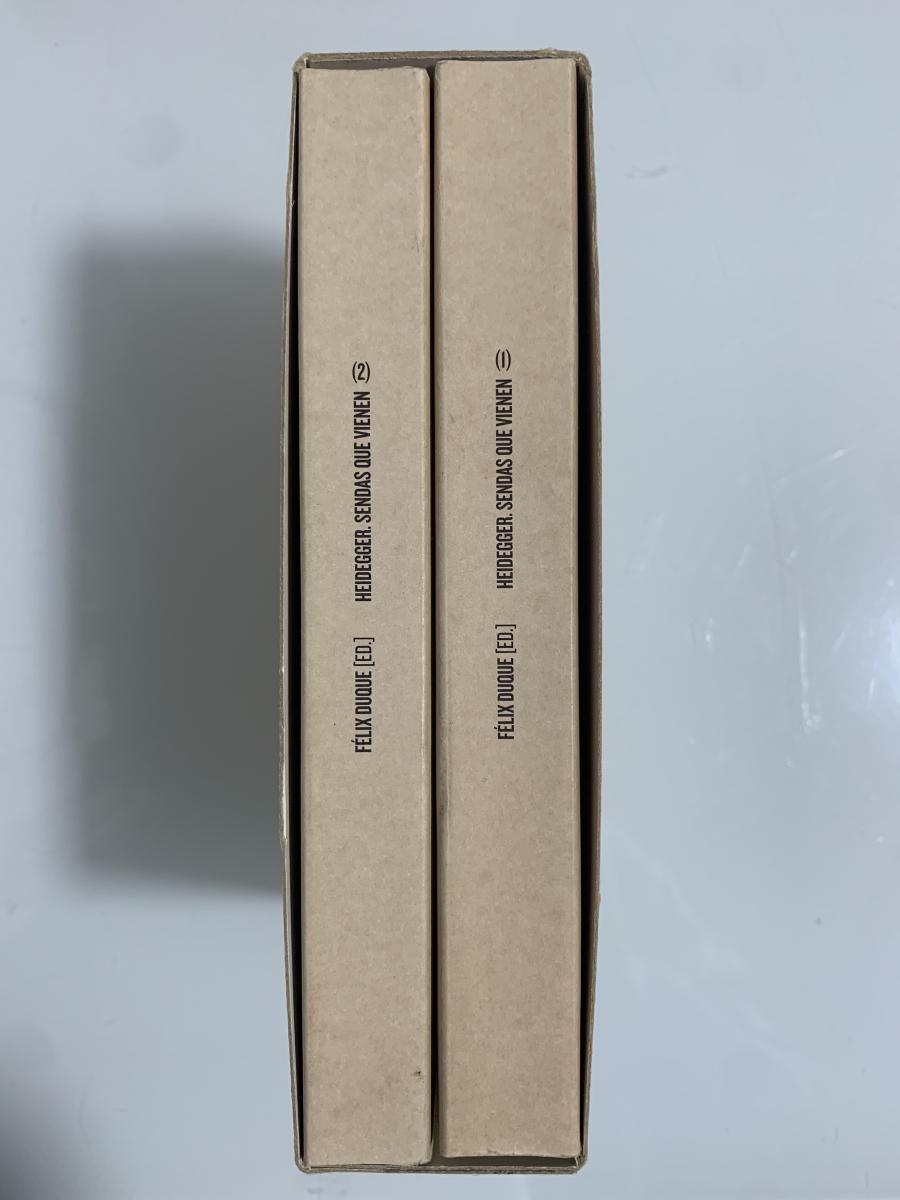 FÉLIX DUQUE [ED.] HEIDEGGER. SENDAS QUE VIENEN (2)
FÉLIX DUQUE [ED.] HEIDEGGER. SENDAS QUE VIENEN (1)